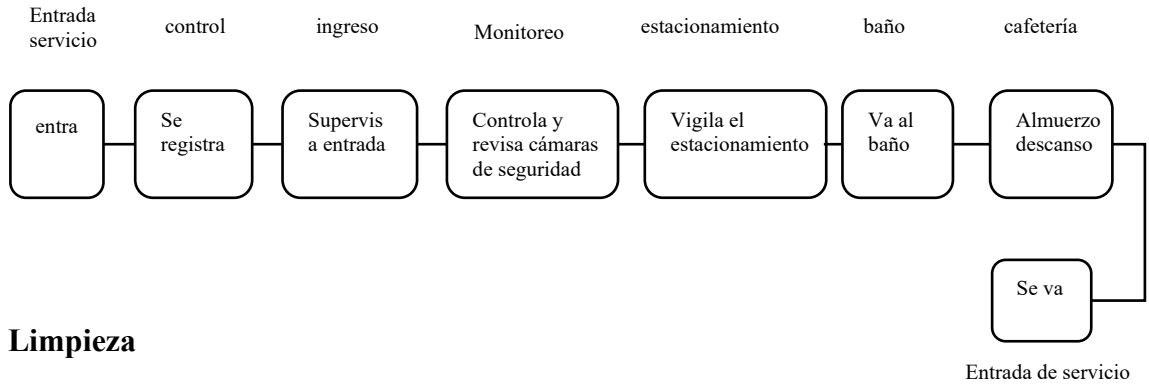 Entrada
servicio
control
ingreso
Monitoreo
estacionamiento
baño
cafetería
entra
Se
registra
Supervis
a entrada
Controla y
revisa cámaras
de seguridad
Vigila el
estacionamiento
Va al
baño
Almuerzo
descanso
Se va
Entrada de servicio
Limpieza